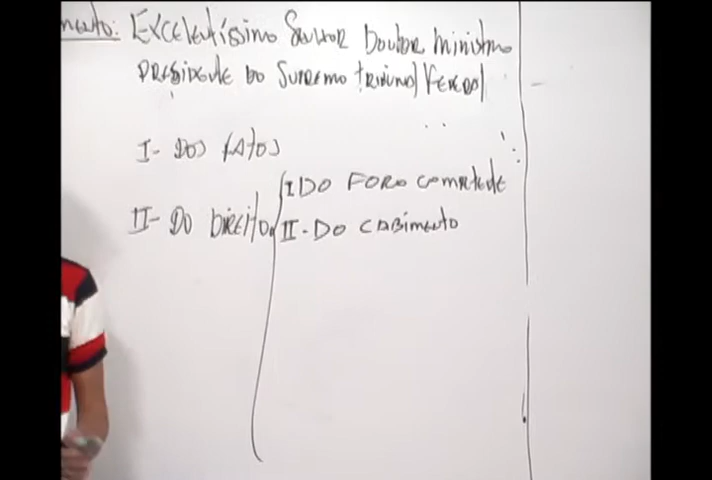 mento: Excelentíssimo Senhor Doutor ministro
Presidente do Supremo tribunal Federal
I- Dos fatos
I Do Foro competente
II- Do Direito
II-Do cabimento